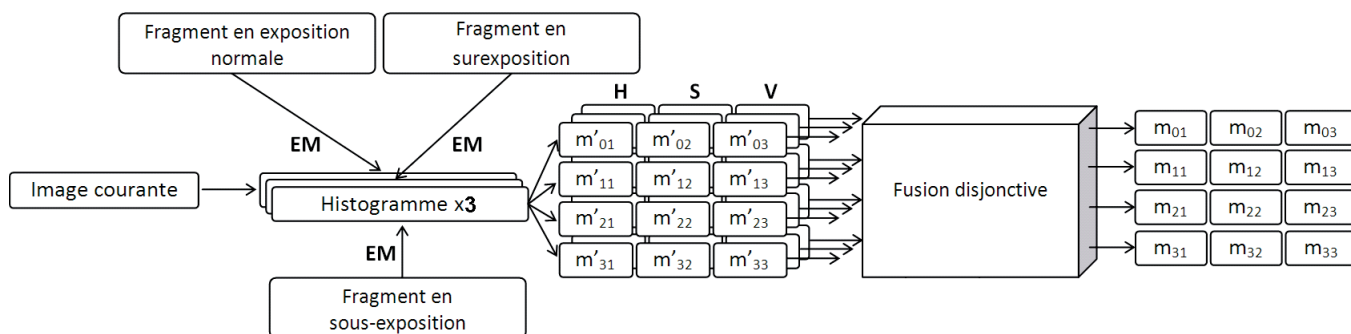 Fragment en exposition
normale
Fragment en
surexposition
H S V
EM EM
m'01 m'02 m'03
m01 m02 m03
m'11 m'12 m'13
m11 m12 m13
Image courante
Histogramme x3
Fusion disjonctive
m'21 m'22 m'23
m21 m22 m23
EM
m'31 m'32 m'33
m31 m32 m33
Fragment en
sous-exposition